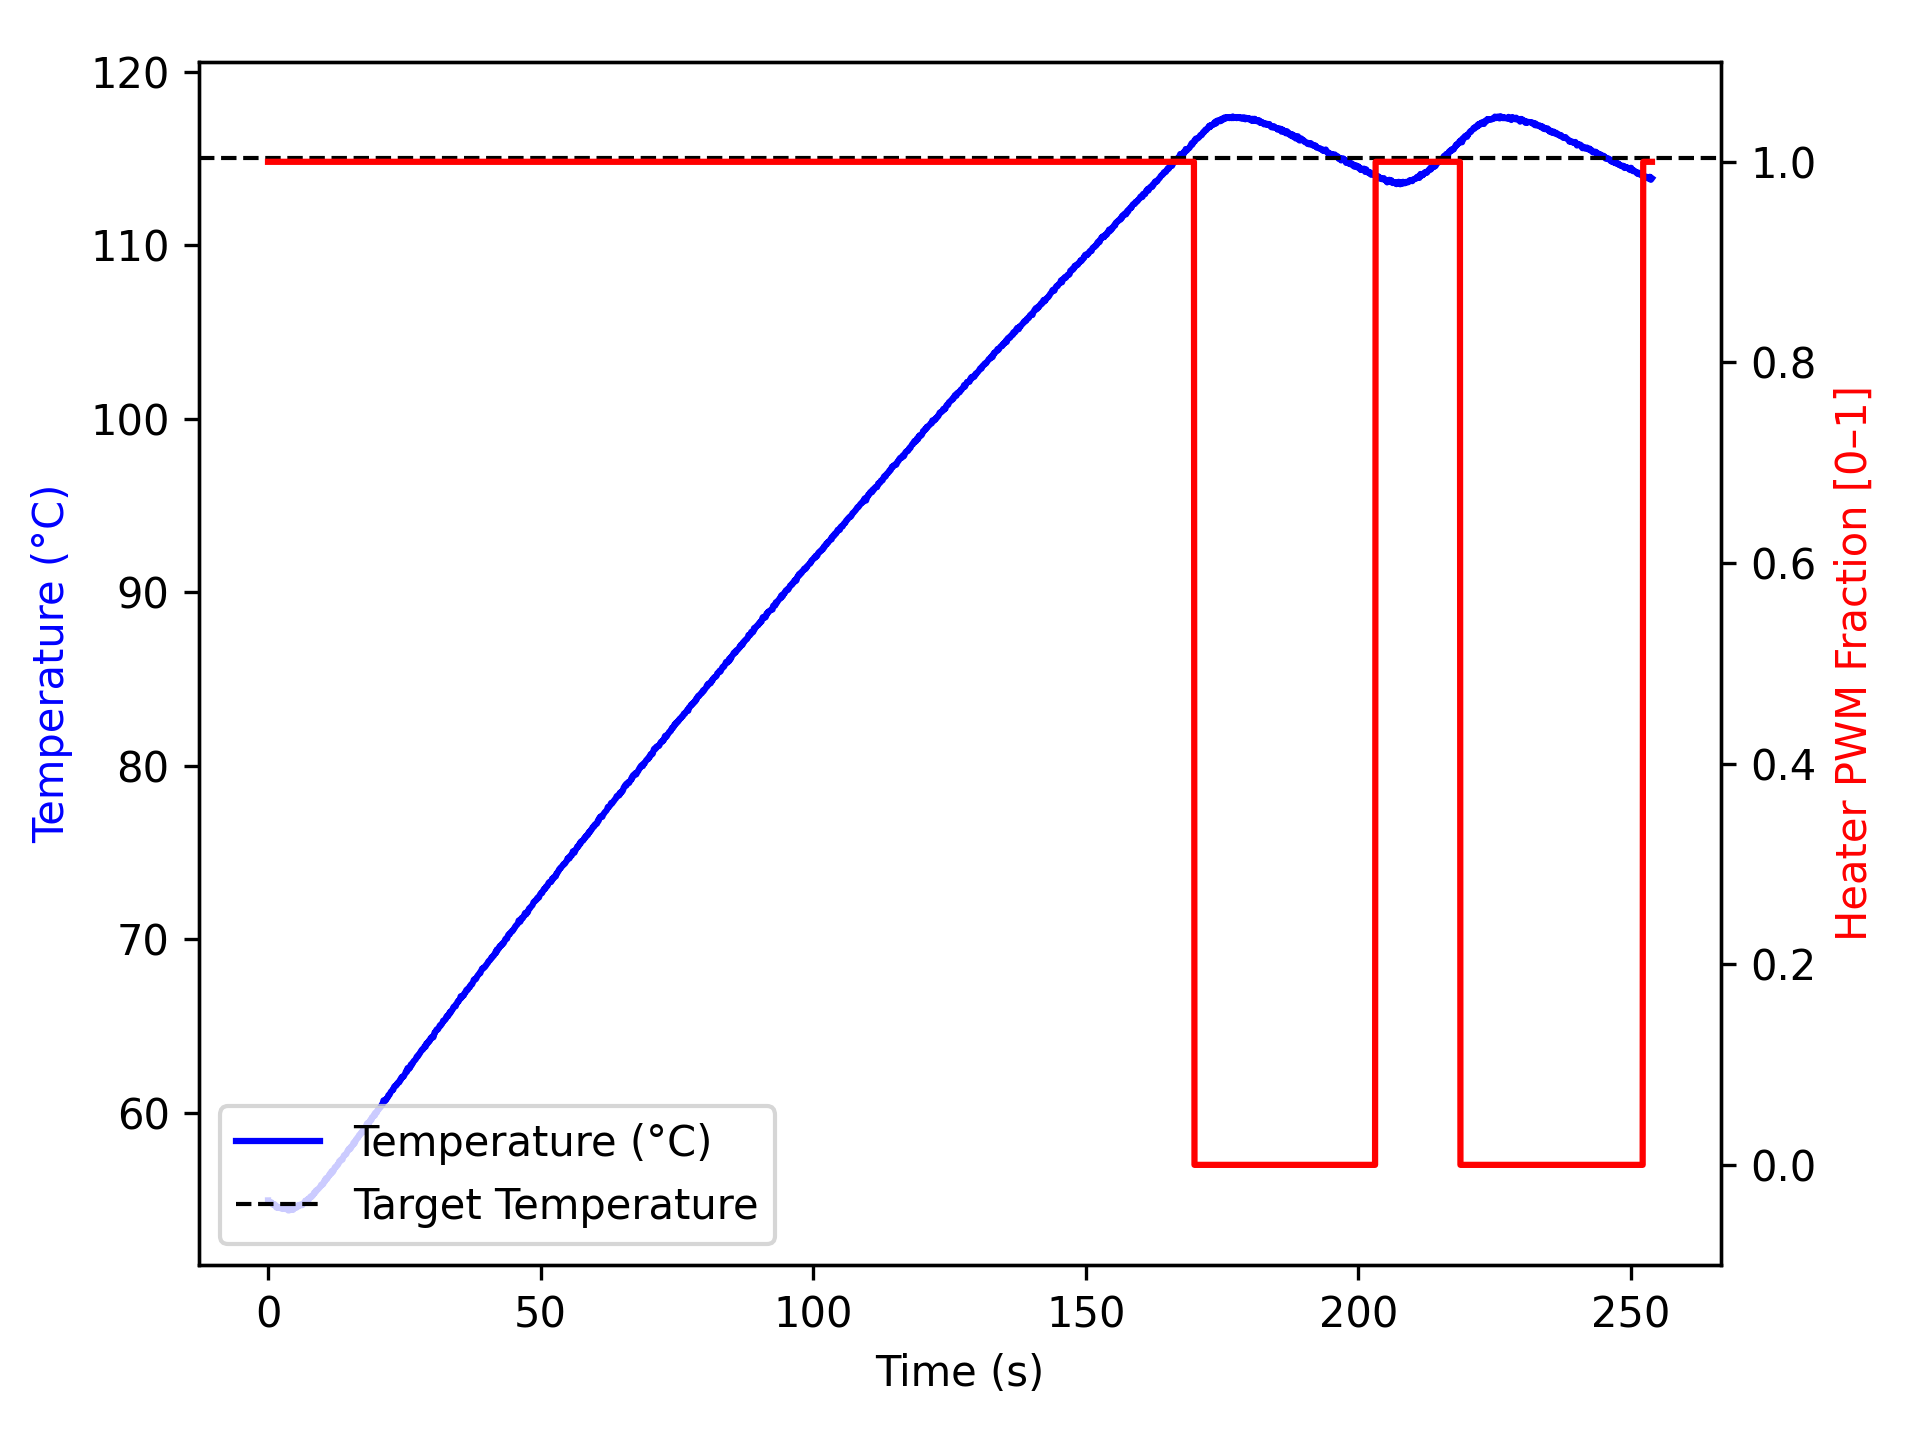 120
110
100
90
80
70
60
Temperature (°C)
1.0
0.8
0.6
0.4
0.2
0.0
Heater PWM Fraction [0–1]
Temperature (°C)
Target Temperature
0 50 100 150 200 250
Time (s)